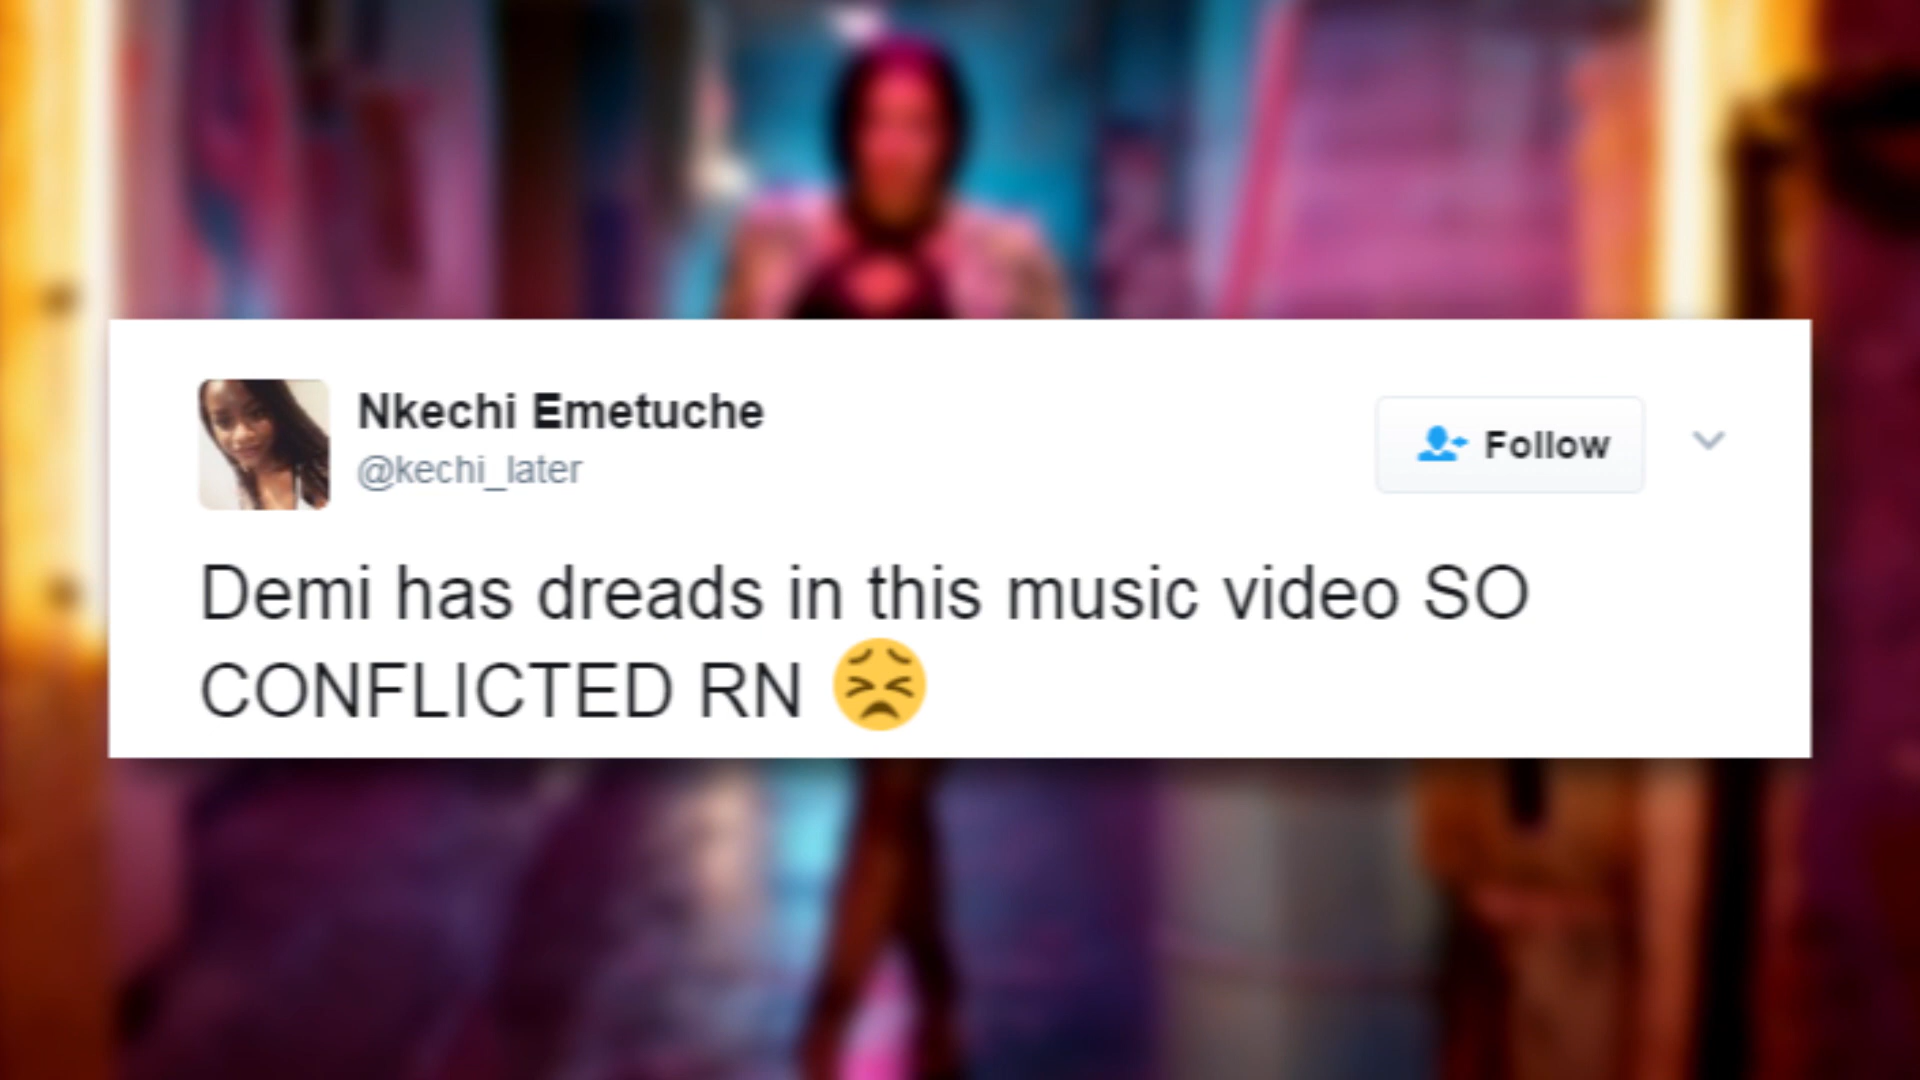 Nkechi Emetuche
@kechi_later
Follow
Demi has dreads in this music video SO
CONFLICTED RN 😣